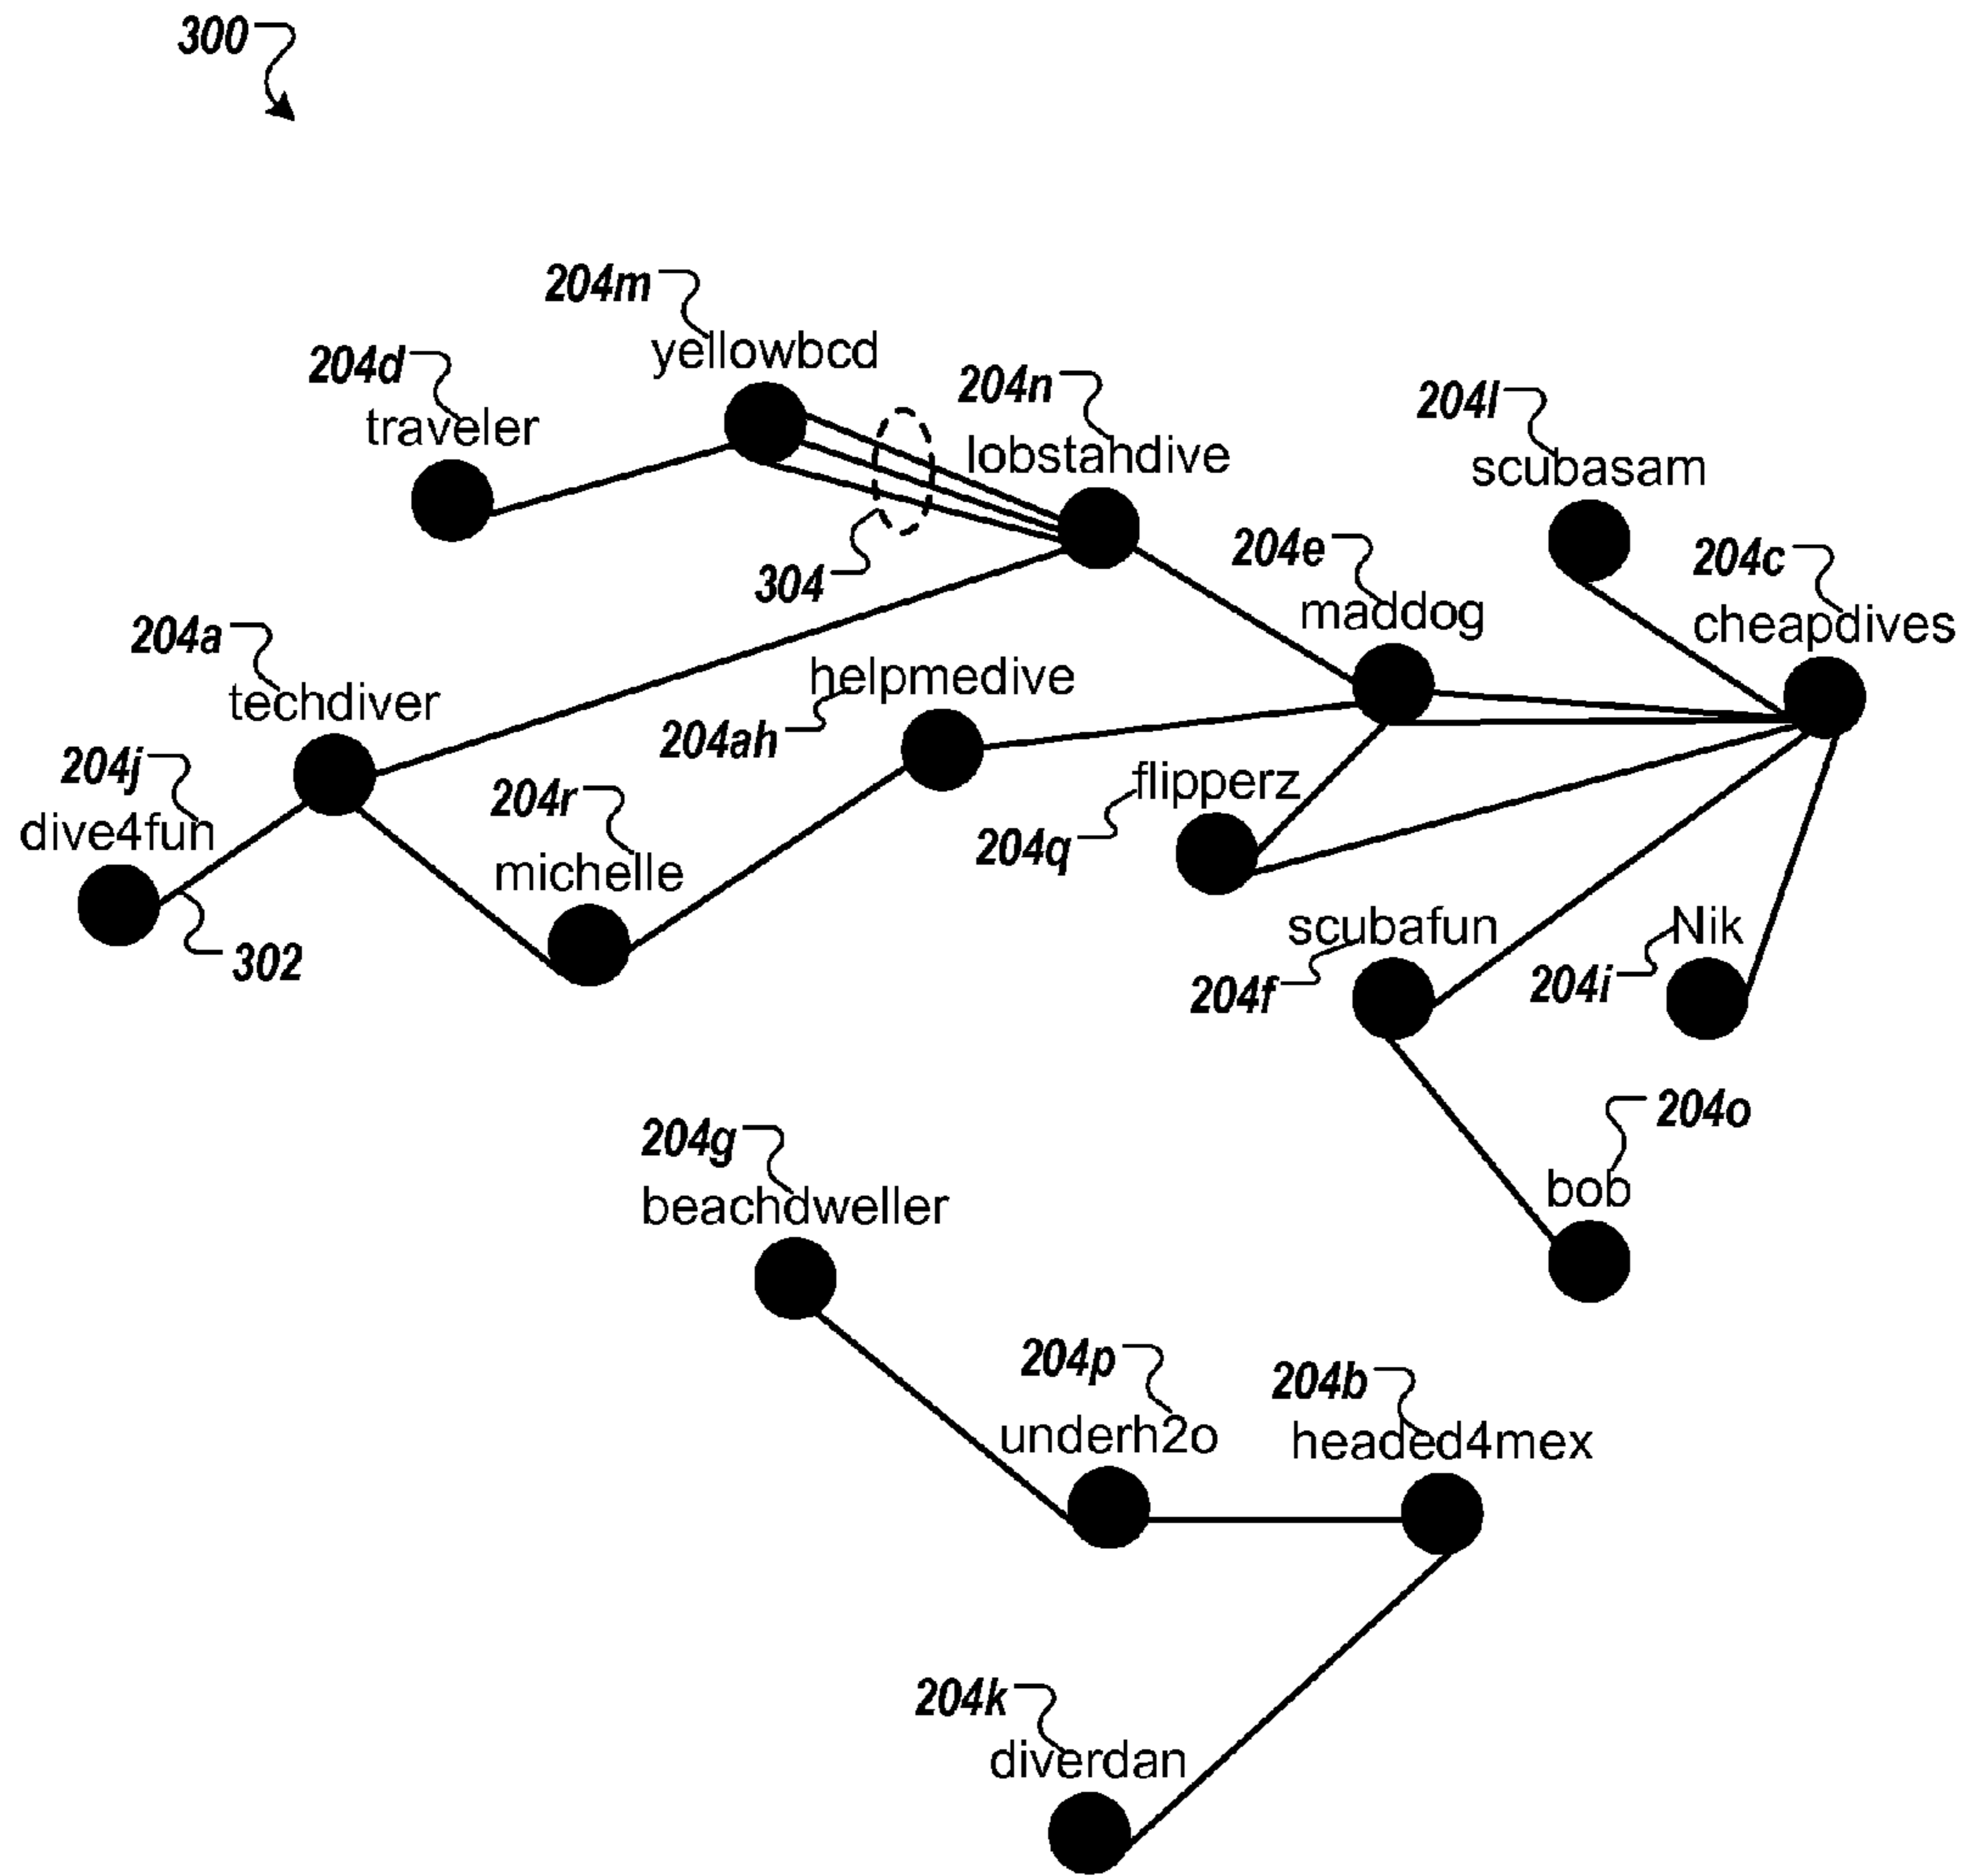 300
204m
yellowbcd
204d
traveler
204n
lobstahdive
204l
scubasam
304
204e
maddog
204c
cheapdives
204a
techdiver
helpmedive
204ah
204j
dive4fun
204r
michelle
flipperz
204q
302
scubafun
204f
Nik
204i
204o
bob
204g
beachdweller
204p
underh2o
204b
headed4mex
204k
diverdan